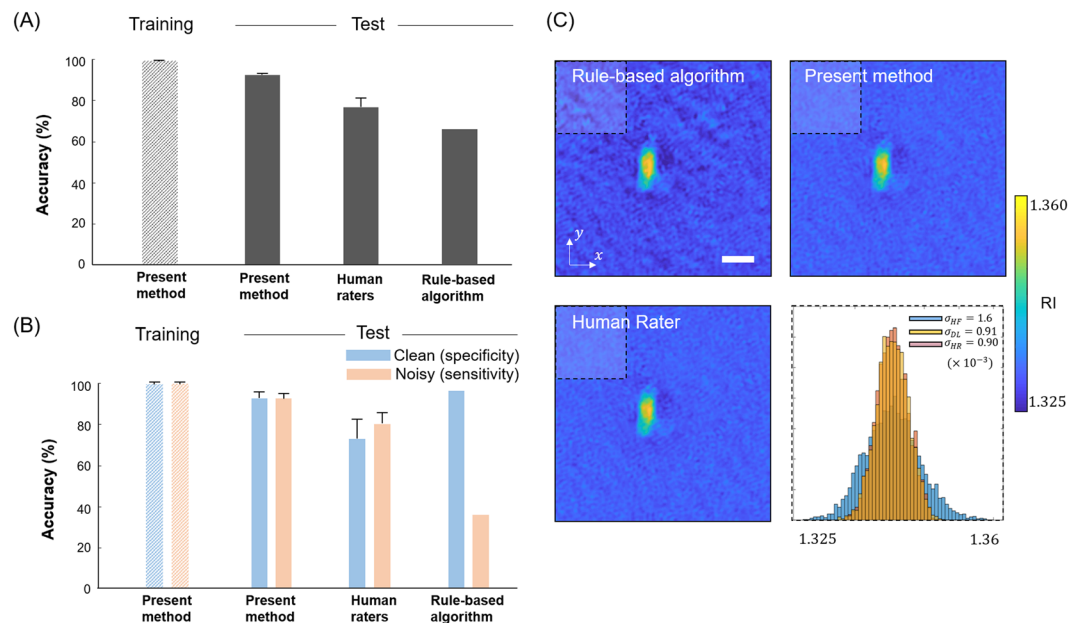 (A)
Training
Test
Accuracy (%)
100
80
60
40
20
0
Present
method
Present
method
Human
raters
Rule-based
algorithm
(B)
Training
Test
Clean (specificity)
Noisy (sensitivity)
Accuracy (%)
100
80
60
40
20
0
Present
method
Present
method
Human
raters
Rule-based
algorithm
(C)
Rule-based algorithm
y
x
Present method
Human Rater
σ_HF = 1.6
σ_DL = 0.91
σ_HR = 0.90
(× 10⁻³)
1.325
1.36
1.360
RI
1.325